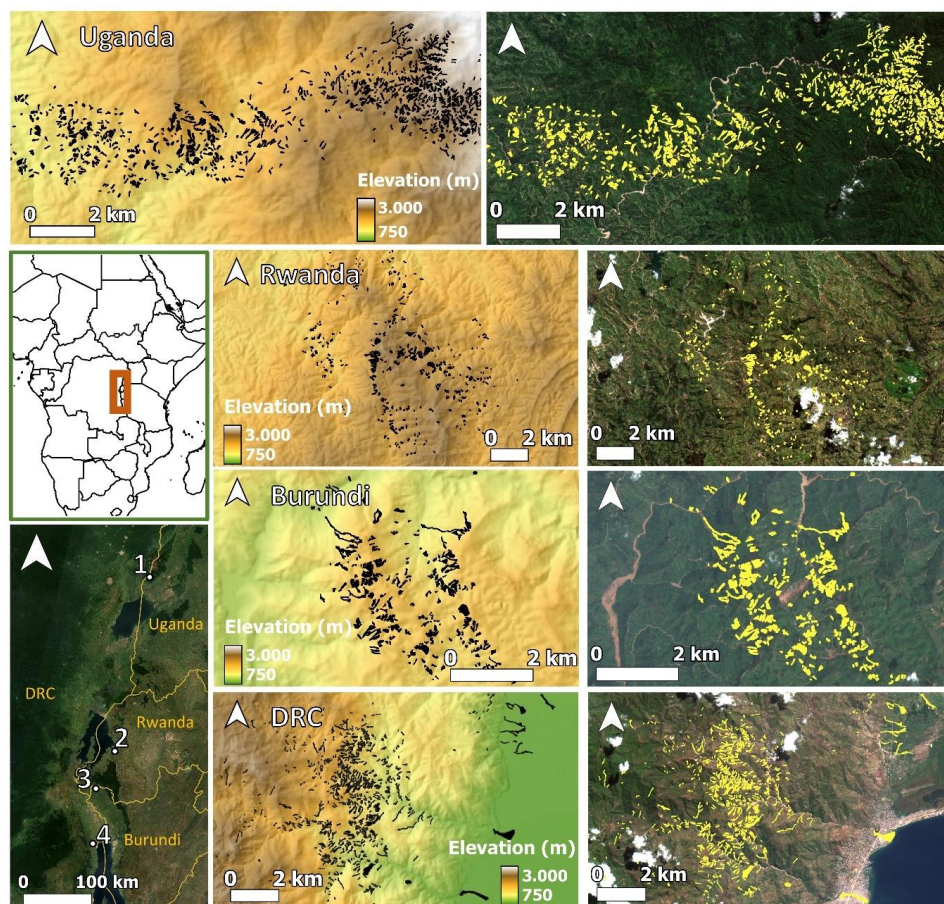 Uganda
Elevation (m)
3.000
750
0 2 km
0 2 km
Rwanda
Elevation (m)
3.000
750
0 2 km
0 2 km
Burundi
Elevation (m)
3.000
750
0 2 km
0 2 km
1
Uganda
DRC
Rwanda
2
3
4
Burundi
0 100 km
DRC
Elevation (m)
3.000
750
0 2 km
0 2 km